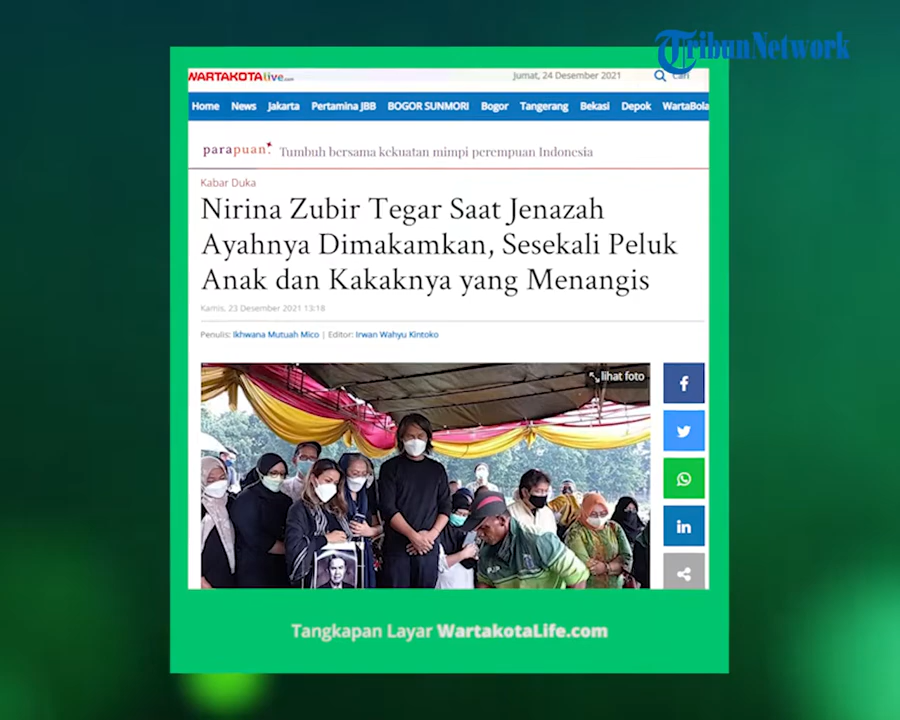 TribunNetwork
WARTAKOTAlive.com
Jumat, 24 Desember 2021
Cari
Home News Jakarta Pertamina JBB BOGOR SUNMORI Bogor Tangerang Bekasi Depok WartaBola
parapuan. Tumbuh bersama kekuatan mimpi perempuan Indonesia
Kabar Duka
Nirina Zubir Tegar Saat Jenazah
Ayahnya Dimakamkan, Sesekali Peluk
Anak dan Kakaknya yang Menangis
Kamis, 23 Desember 2021 13:18
Penulis: Ikhwana Mutuah Mico | Editor: Irwan Wahyu Kintoko
lihat foto
f
in
Tangkapan Layar WartakotaLife.com